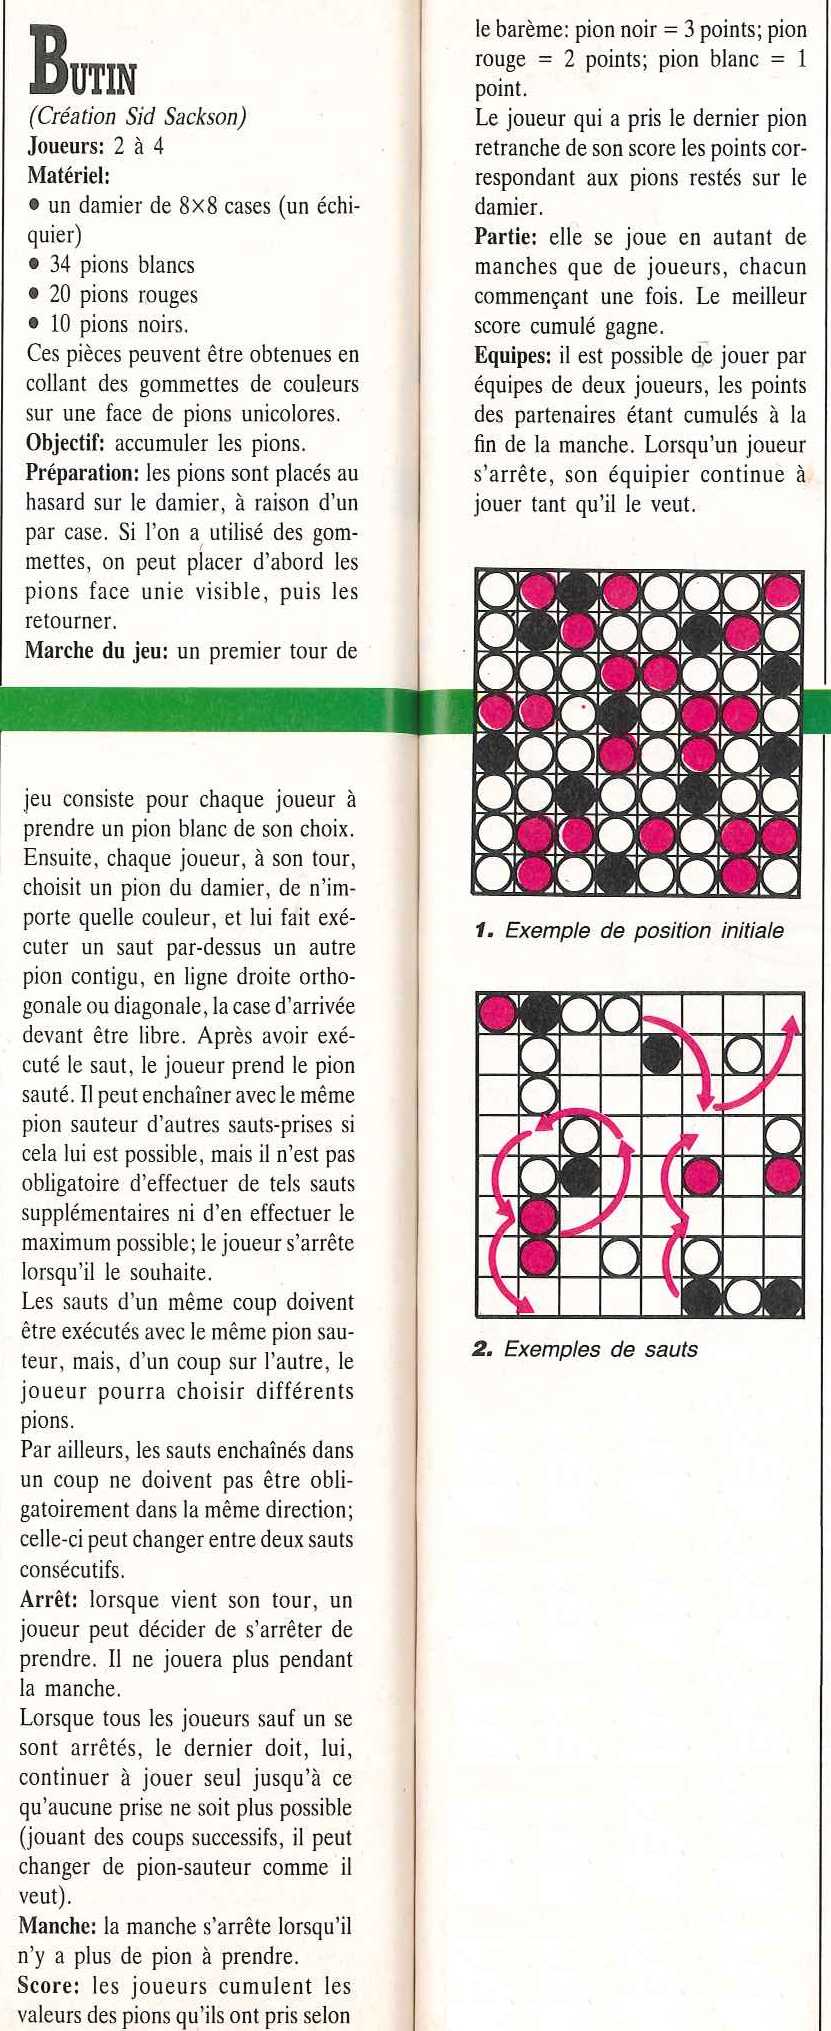 BUTIN
(Création Sid Sackson)
Joueurs: 2 à 4
Matériel:
• un damier de 8×8 cases (un échi-
quier)
• 34 pions blancs
• 20 pions rouges
• 10 pions noirs.
Ces pièces peuvent être obtenues en
collant des gommettes de couleurs
sur une face de pions unicolores.
Objectif: accumuler les pions.
Préparation: les pions sont placés au
hasard sur le damier, à raison d'un
par case. Si l'on a utilisé des gom-
mettes, on peut placer d'abord les
pions face unie visible, puis les
retourner.
Marche du jeu: un premier tour de
jeu consiste pour chaque joueur à
prendre un pion blanc de son choix.
Ensuite, chaque joueur, à son tour,
choisit un pion du damier, de n'im-
porte quelle couleur, et lui fait exé-
cuter un saut par-dessus un autre
pion contigu, en ligne droite ortho-
gonale ou diagonale, la case d'arrivée
devant être libre. Après avoir exé-
cuté le saut, le joueur prend le pion
sauté. Il peut enchaîner avec le même
pion sauteur d'autres sauts-prises si
cela lui est possible, mais il n'est pas
obligatoire d'effectuer de tels sauts
supplémentaires ni d'en effectuer le
maximum possible; le joueur s'arrête
lorsqu'il le souhaite.
Les sauts d'un même coup doivent
être exécutés avec le même pion sau-
teur, mais, d'un coup sur l'autre, le
joueur pourra choisir différents
pions.
Par ailleurs, les sauts enchaînés dans
un coup ne doivent pas être obli-
gatoirement dans la même direction;
celle-ci peut changer entre deux sauts
consécutifs.
Arrêt: lorsque vient son tour, un
joueur peut décider de s'arrêter de
prendre. Il ne jouera plus pendant
la manche.
Lorsque tous les joueurs sauf un se
sont arrêtés, le dernier doit, lui,
continuer à jouer seul jusqu'à ce
qu'aucune prise ne soit plus possible
(jouant des coups successifs, il peut
changer de pion-sauteur comme il
veut).
Manche: la manche s'arrête lorsqu'il
n'y a plus de pion à prendre.
Score: les joueurs cumulent les
valeurs des pions qu'ils ont pris selon
le barème: pion noir = 3 points; pion
rouge = 2 points; pion blanc = 1
point.
Le joueur qui a pris le dernier pion
retranche de son score les points cor-
respondant aux pions restés sur le
damier.
Partie: elle se joue en autant de
manches que de joueurs, chacun
commençant une fois. Le meilleur
score cumulé gagne.
Equipes: il est possible de jouer par
équipes de deux joueurs, les points
des partenaires étant cumulés à la
fin de la manche. Lorsqu'un joueur
s'arrête, son équipier continue à
jouer tant qu'il le veut.
1. Exemple de position initiale
2. Exemples de sauts